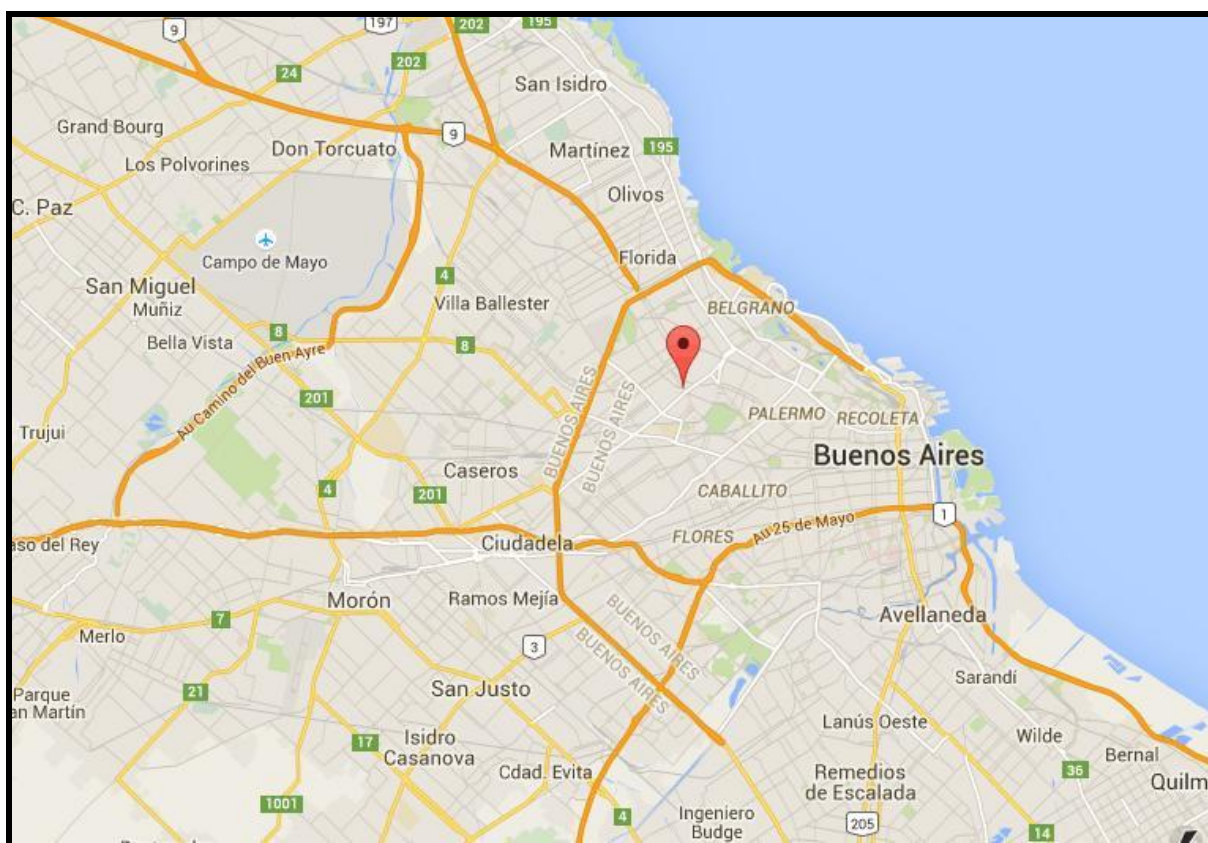 9
197
202
195
24
202
San Isidro
Grand Bourg
9
Don Torcuato
Martínez
195
Los Polvorines
Olivos
C. Paz
Campo de Mayo
Florida
4
San Miguel
Muñiz
Villa Ballester
BELGRANO
8
Bella Vista
8
Au Camino del Buen Ayre
201
BUENOS AIRES
BUENOS AIRES
PALERMO
RECOLETA
Trujui
Buenos Aires
Caseros
4
201
CABALLITO
1
Au 25 de Mayo
FLORES
aso del Rey
Ciudadela
Morón
Ramos Mejía
BUENOS AIRES
BUENOS AIRES
Avellaneda
7
Merlo
3
Sarandí
Parque
an Martín
21
San Justo
Lanús Oeste
17
Isidro
Casanova
Wilde
Bernal
Cdad. Evita
Remedios
de Escalada
36
Quilm
1001
4
Ingeniero
Budge
205
14